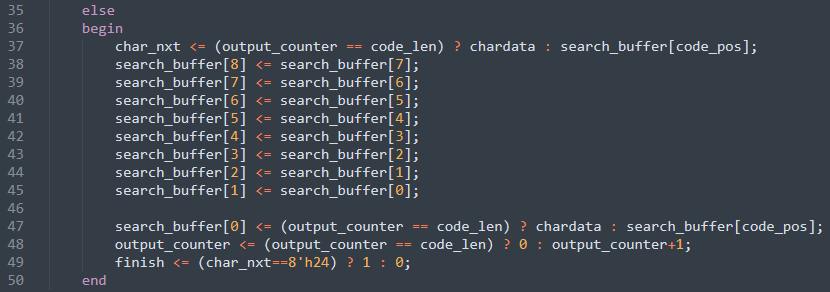 35 else
36 begin
37 char_nxt <= (output_counter == code_len) ? chardata : search_buffer[code_pos];
38 search_buffer[8] <= search_buffer[7];
39 search_buffer[7] <= search_buffer[6];
40 search_buffer[6] <= search_buffer[5];
41 search_buffer[5] <= search_buffer[4];
42 search_buffer[4] <= search_buffer[3];
43 search_buffer[3] <= search_buffer[2];
44 search_buffer[2] <= search_buffer[1];
45 search_buffer[1] <= search_buffer[0];
46
47 search_buffer[0] <= (output_counter == code_len) ? chardata : search_buffer[code_pos];
48 output_counter <= (output_counter == code_len) ? 0 : output_counter+1;
49 finish <= (char_nxt==8'h24) ? 1 : 0;
50 end